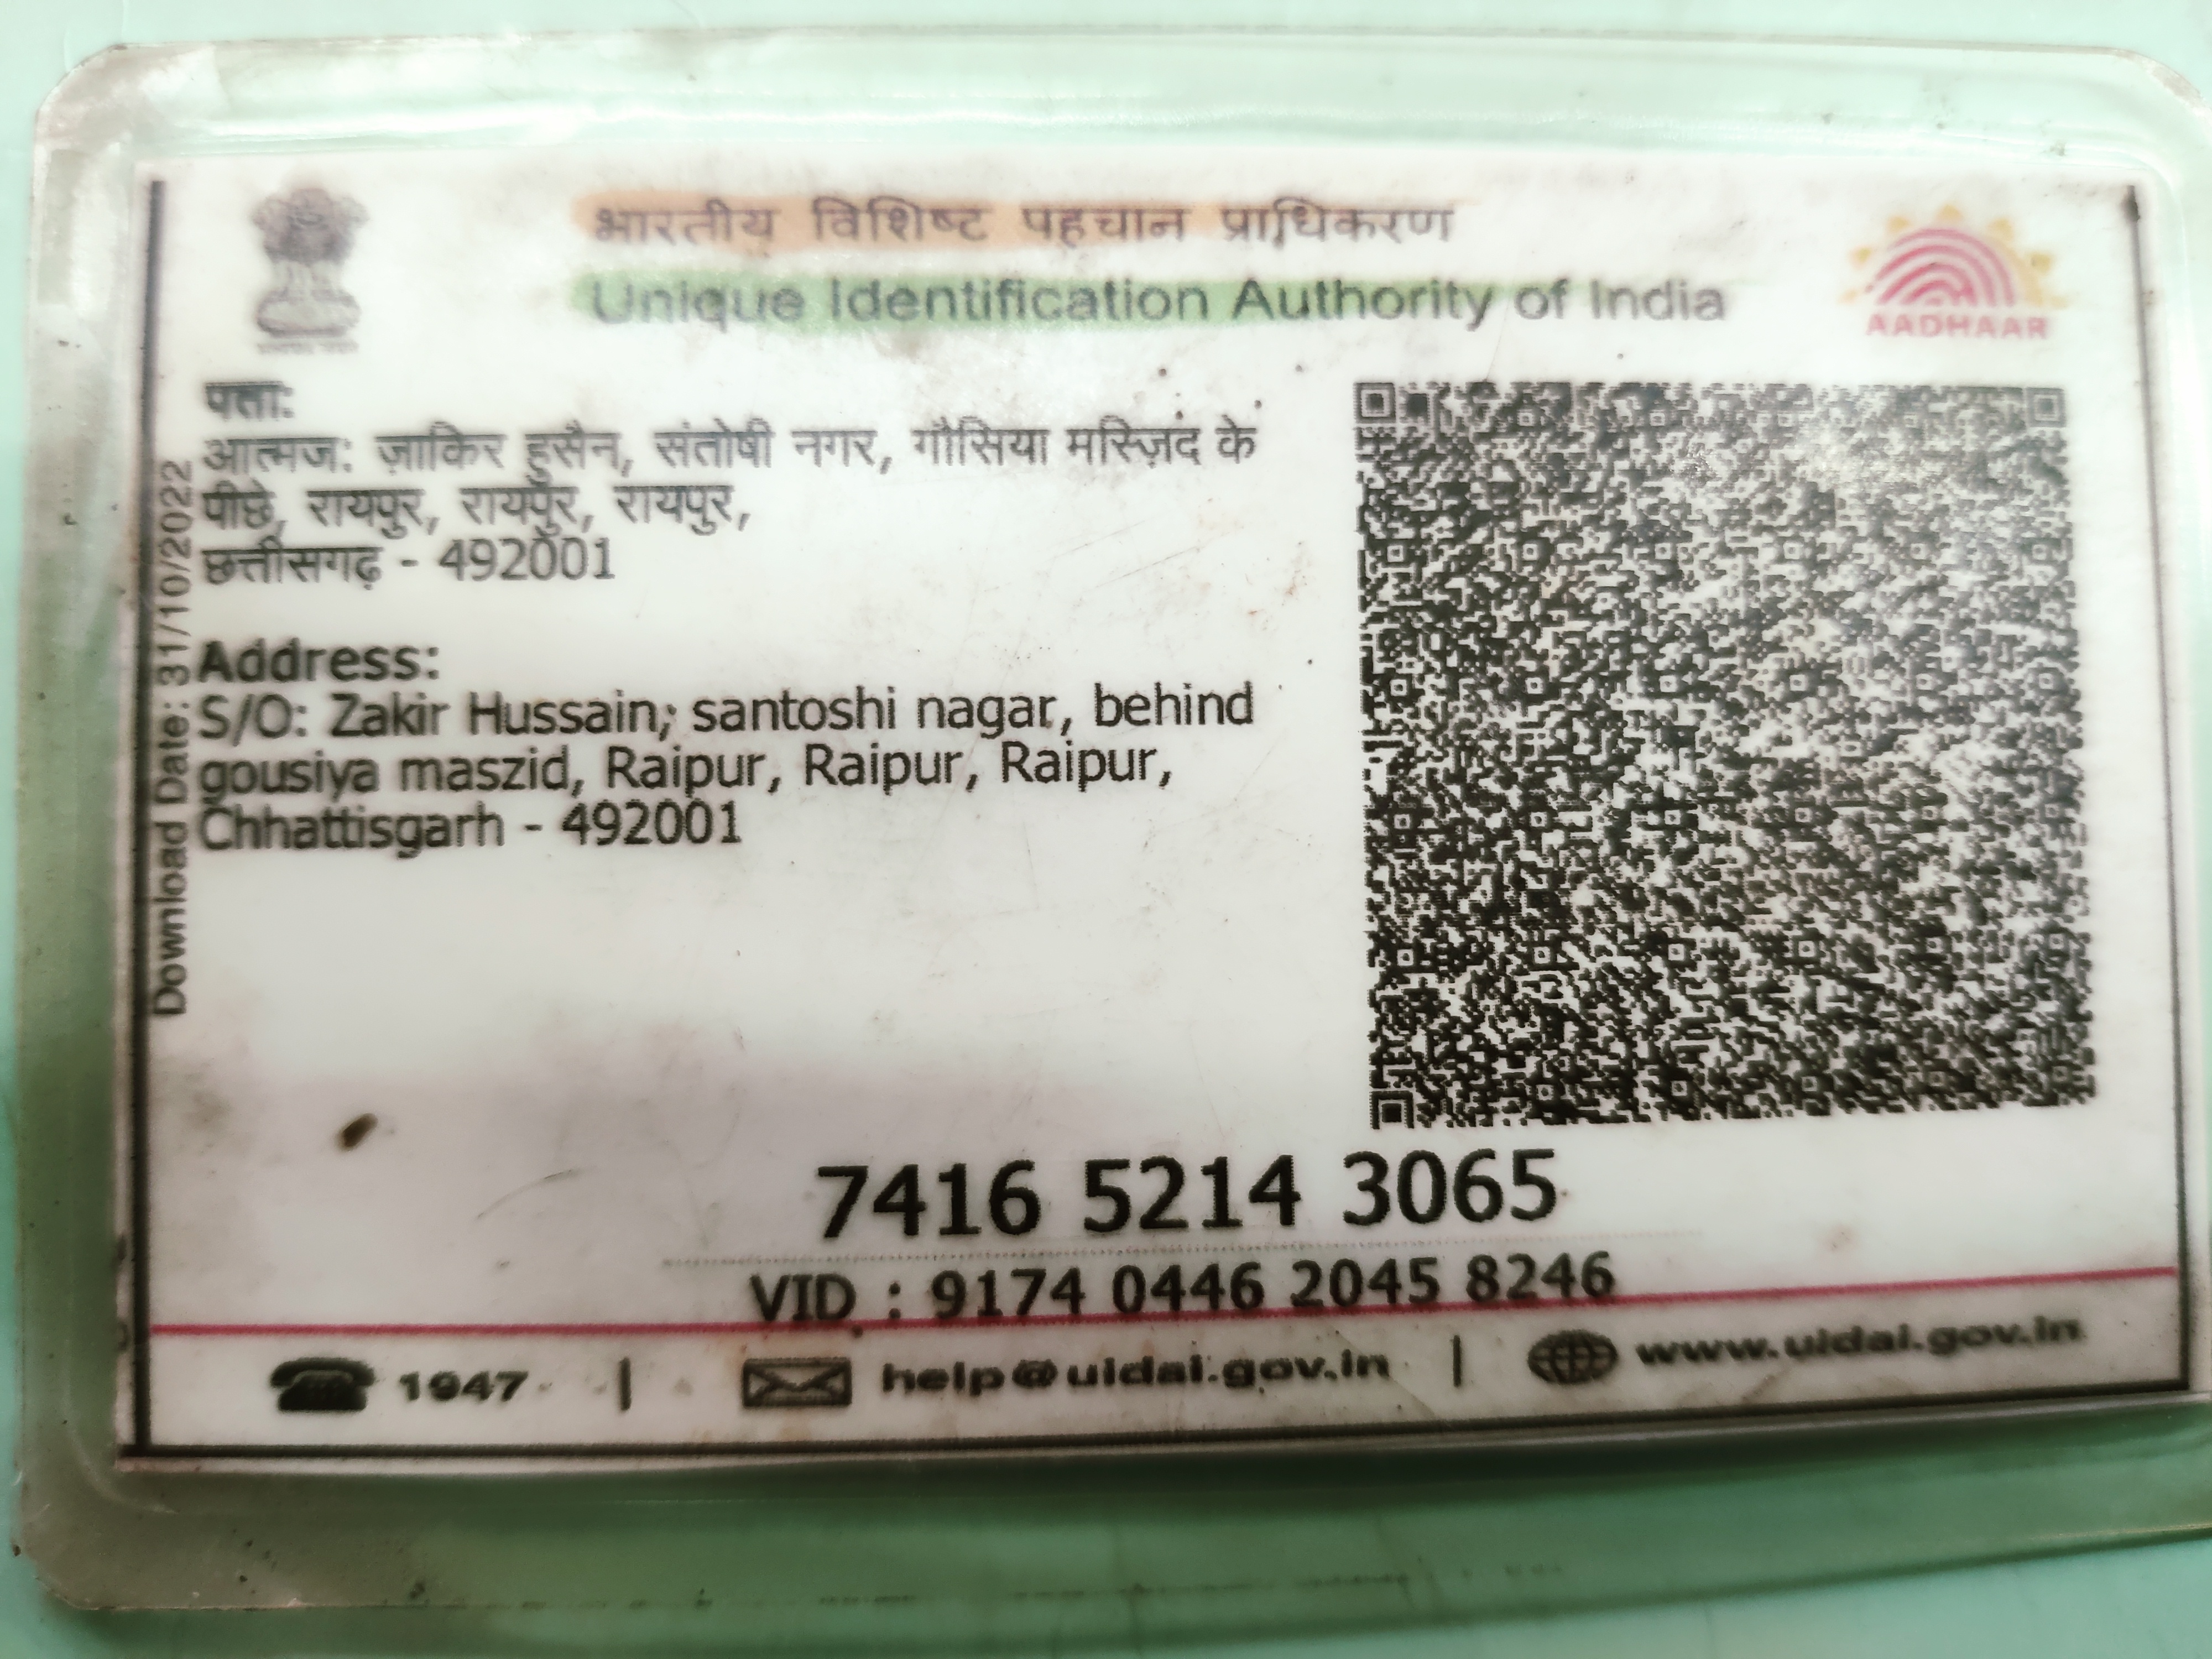 भारतीय विशिष्ट पहचान प्राधिकरण
Unique Identification Authority of India
AADHAAR
पता:
आत्मज: ज़ाकिर हुसैन, संतोषी नगर, गौसिया मस्ज़िद के
पीछे, रायपुर, रायपुर, रायपुर,
छत्तीसगढ़ - 492001
Address:
S/O: Zakir Hussain, santoshi nagar, behind
gousiya maszid, Raipur, Raipur, Raipur,
Chhattisgarh - 492001
Download Date: 31/10/2022
7416 5214 3065
VID : 9174 0446 2045 8246
1947 | help@uidai.gov.in | www.uidai.gov.in